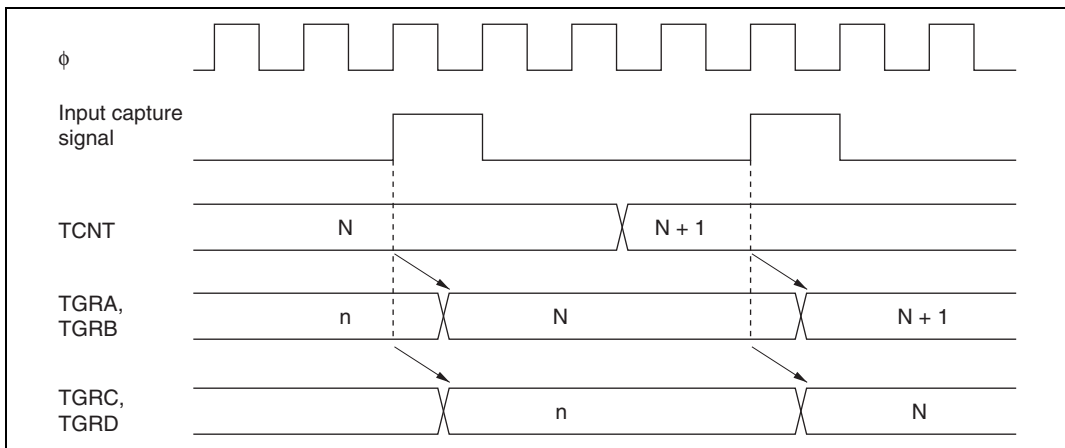 ϕ
Input capture
signal
TCNT
N
N + 1
TGRA,
TGRB
n
N
N + 1
TGRC,
TGRD
n
N